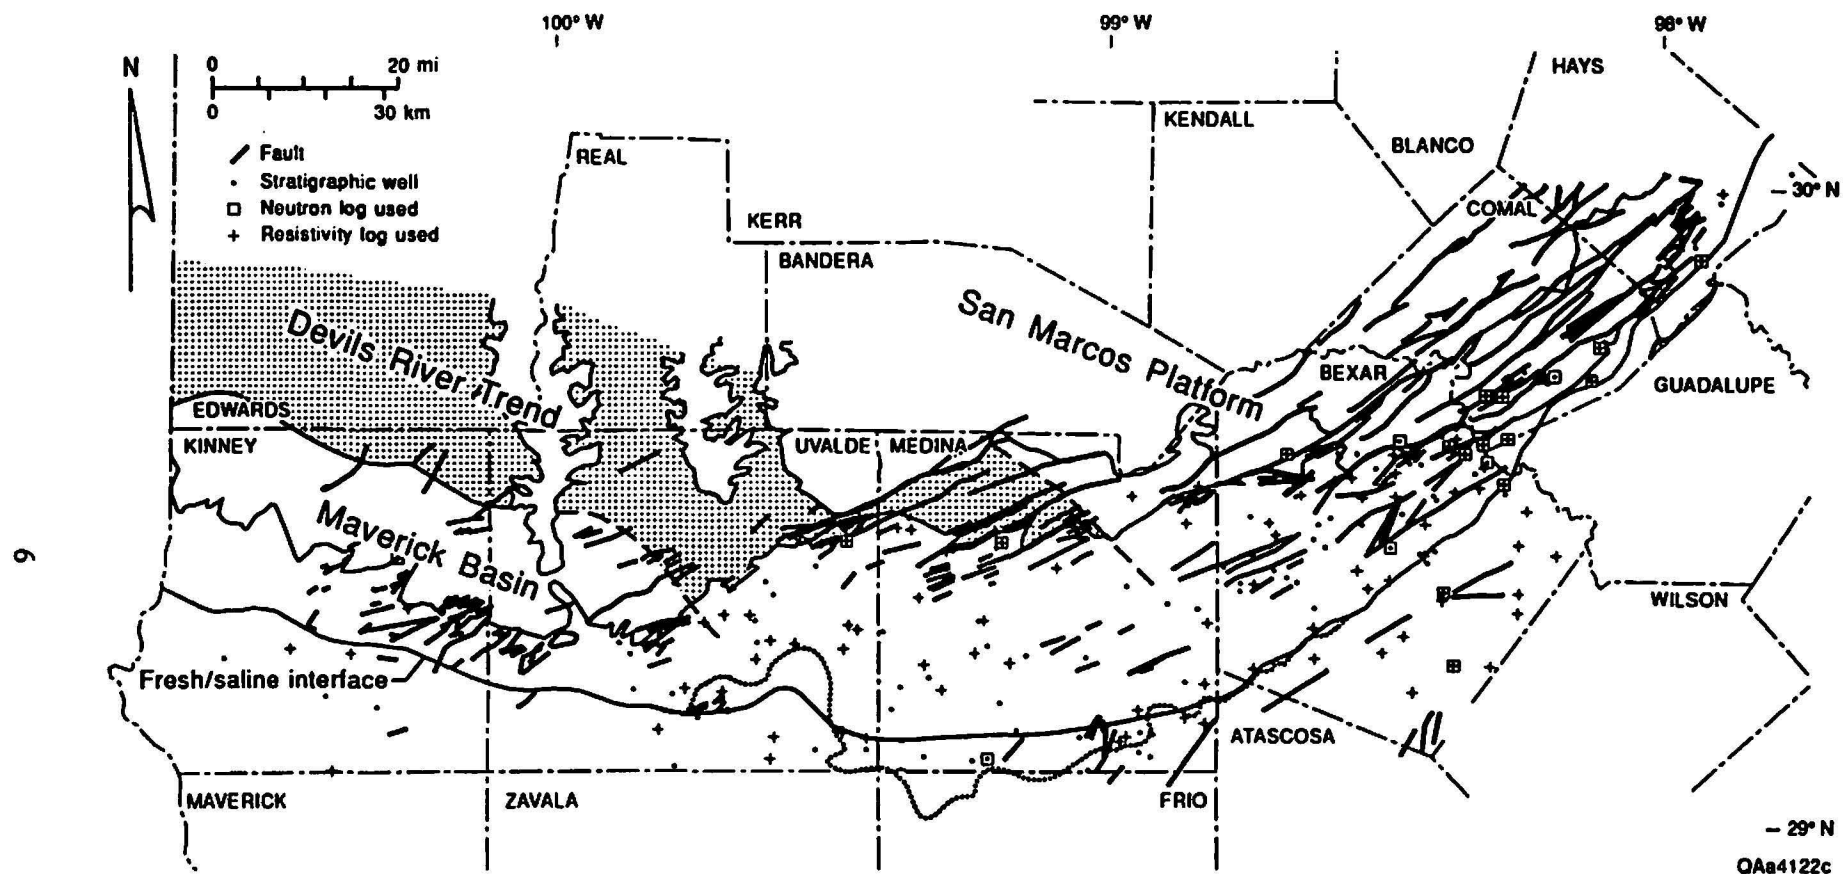 100° W
99° W
98° W
N
0 20 mi
0 30 km
Fault
Stratigraphic well
Neutron log used
Resistivity log used
HAYS
KENDALL
BLANCO
REAL
30° N
COMAL
KERR
BANDERA
San Marcos Platform
Devils River Trend
BEXAR
GUADALUPE
EDWARDS
KINNEY
UVALDE
MEDINA
Maverick Basin
6
WILSON
Fresh/saline interface
ATASCOSA
MAVERICK
ZAVALA
FRIO
29° N
QAa4122c